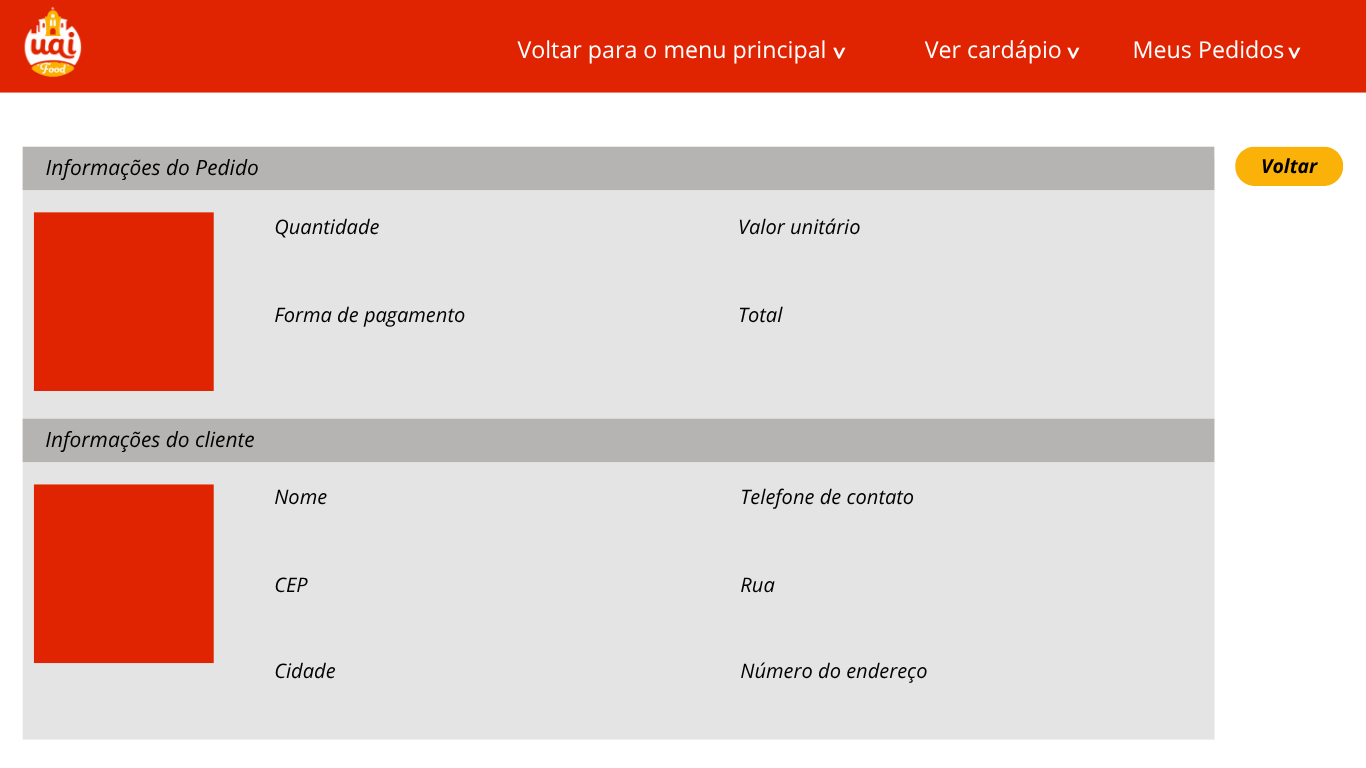 uai
Food
Voltar para o menu principal v
Ver cardápio v
Meus Pedidos v
Informações do Pedido
Voltar
Quantidade
Valor unitário
Forma de pagamento
Total
Informações do cliente
Nome
Telefone de contato
CEP
Rua
Cidade
Número do endereço